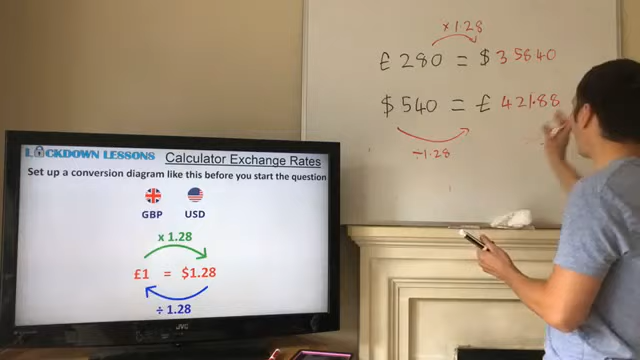 × 1.28
£ 280 = $ 358.40
$ 540 = £ 421.88
÷1.28
LOCKDOWN LESSONS Calculator Exchange Rates
Set up a conversion diagram like this before you start the question
GBP USD
x 1.28
£1 = $1.28
÷ 1.28
JVC